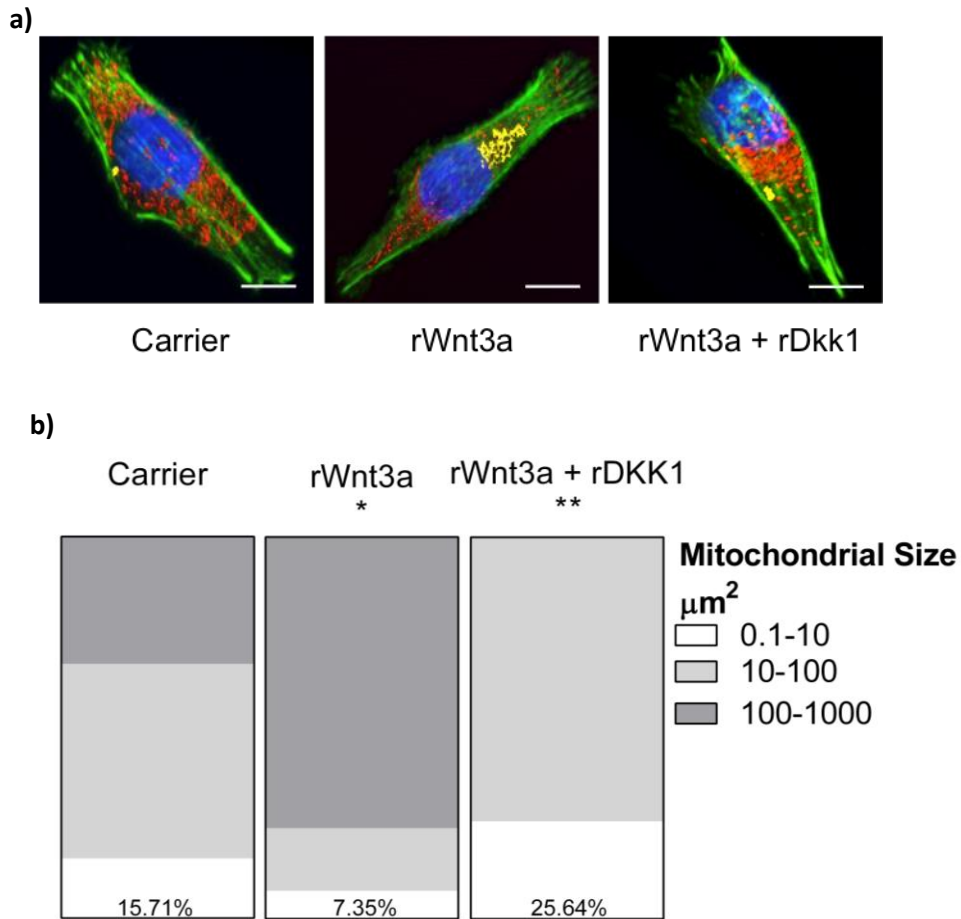 a)
Carrier
rWnt3a
rWnt3a + rDkk1
b)
Carrier
rWnt3a
*
rWnt3a + rDKK1
**
Mitochondrial Size
μm²
0.1-10
10-100
100-1000
15.71%
7.35%
25.64%